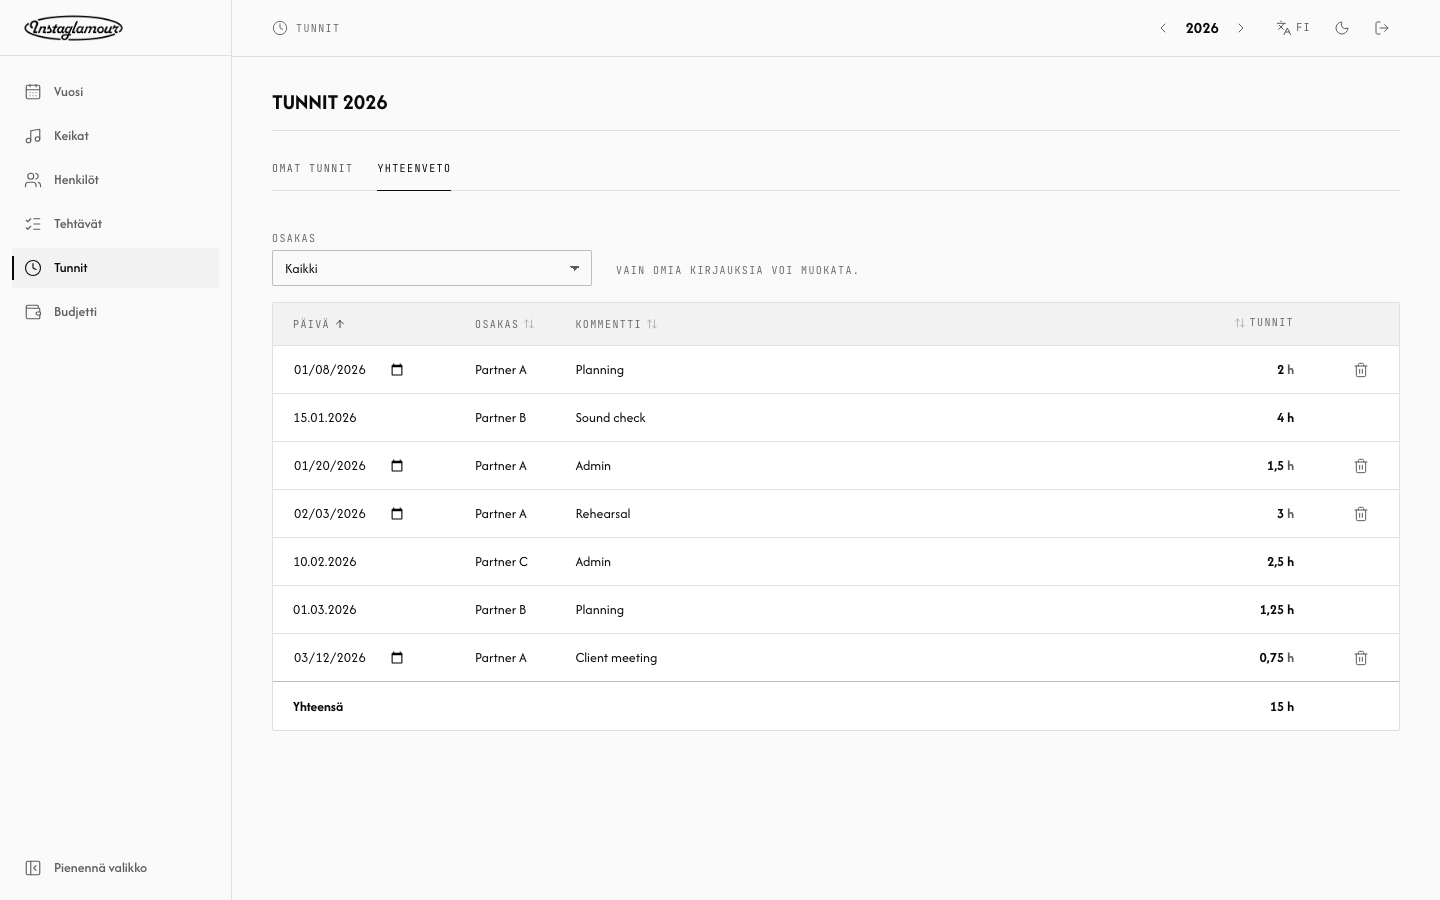 Instaglamour
TUNNIT
2026
FI
Vuosi
Keikat
Henkilöt
Tehtävät
Tunnit
Budjetti
Pienennä valikko
TUNNIT 2026
OMAT TUNNIT YHTEENVETO
OSAKAS
Kaikki
VAIN OMIA KIRJAUKSIA VOI MUOKATA.
PÄIVÄ OSAKAS KOMMENTTI TUNNIT
01/08/2026 Partner A Planning 2 h
15.01.2026 Partner B Sound check 4 h
01/20/2026 Partner A Admin 1,5 h
02/03/2026 Partner A Rehearsal 3 h
10.02.2026 Partner C Admin 2,5 h
01.03.2026 Partner B Planning 1,25 h
03/12/2026 Partner A Client meeting 0,75 h
Yhteensä 15 h